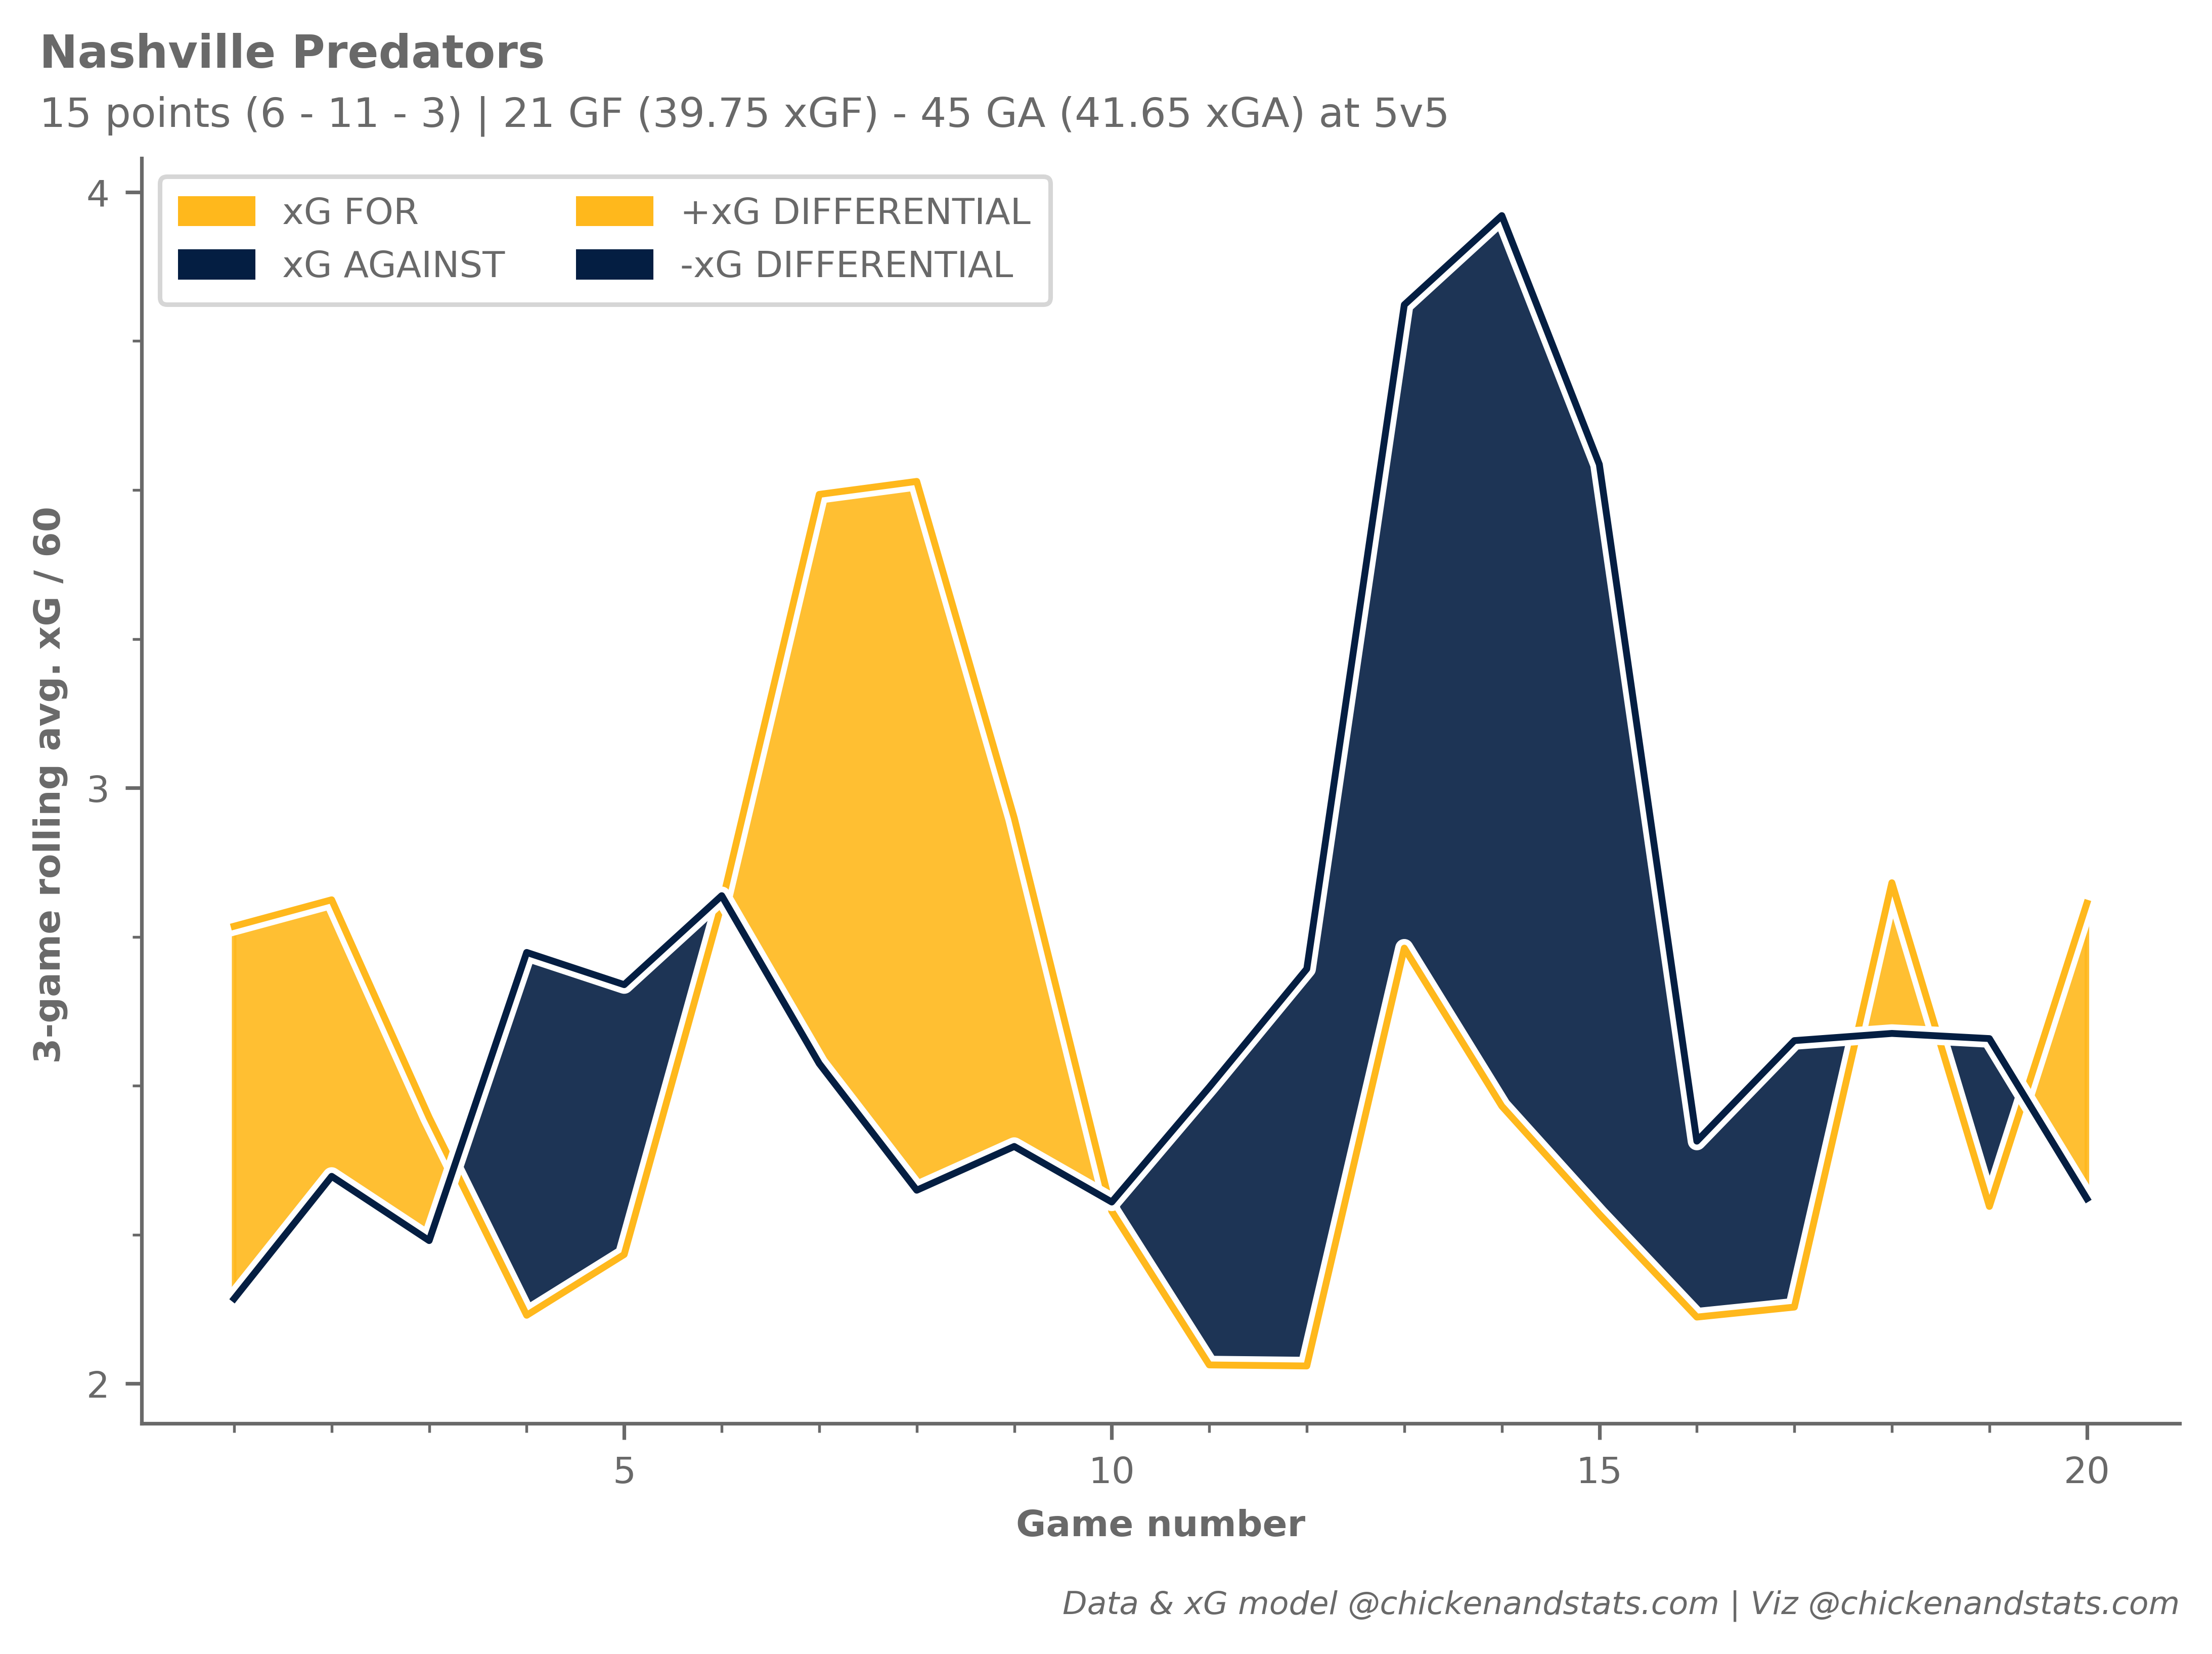 Nashville Predators
15 points (6 - 11 - 3) | 21 GF (39.75 xGF) - 45 GA (41.65 xGA) at 5v5
xG FOR
xG AGAINST
+xG DIFFERENTIAL
-xG DIFFERENTIAL
3-game rolling avg. xG / 60
4
3
2
5
10
15
20
Game number
Data & xG model @chickenandstats.com | Viz @chickenandstats.com